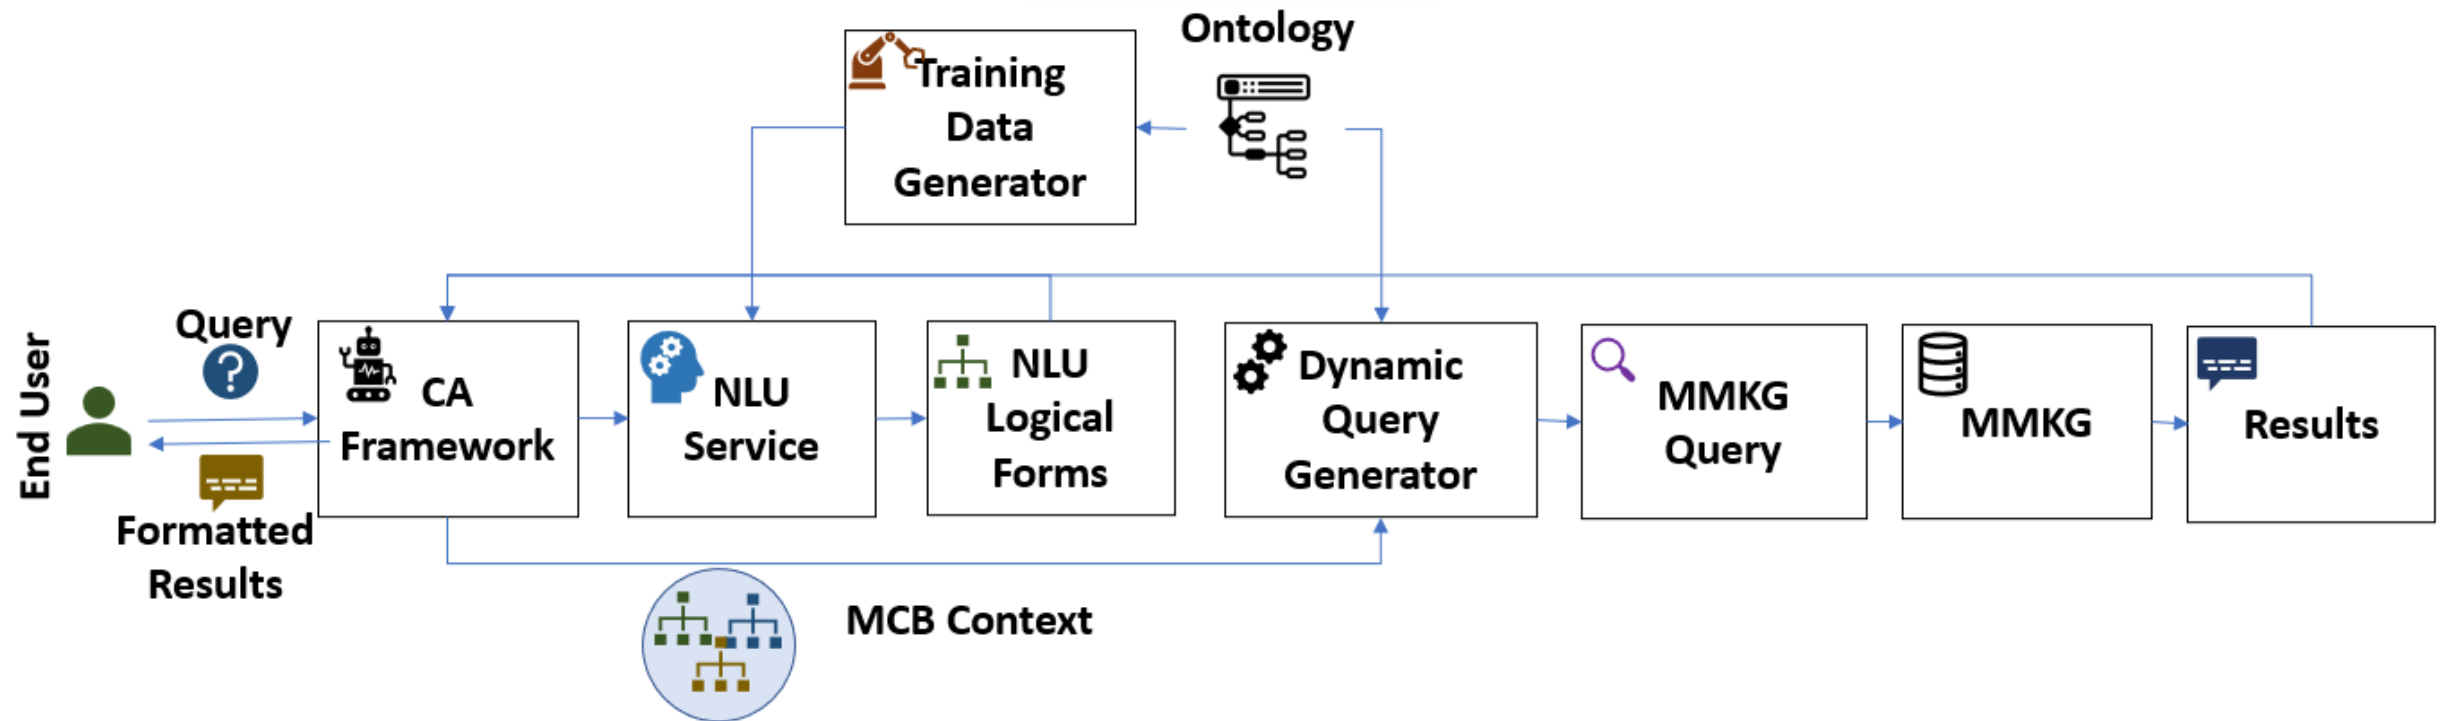 Ontology
Training
Data
Generator
End User
Query
?
Formatted
Results
CA
Framework
NLU
Service
NLU
Logical
Forms
Dynamic
Query
Generator
MMKG
Query
MMKG
Results
MCB Context